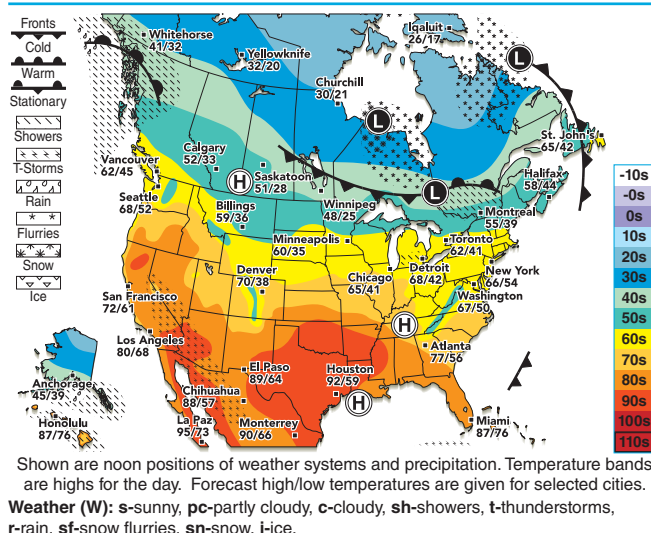 Fronts
Cold
Warm
Stationary
Showers
T-Storms
Rain
Flurries
Snow
Ice
Whitehorse
41/32
Yellowknife
32/20
Iqaluit
26/17
Churchill
30/21
L
L
L
St. John's
65/42
Calgary
52/33
Vancouver
62/45
H
Saskatoon
51/28
Halifax
58/44
Seattle
68/52
Billings
59/36
Winnipeg
48/25
Montreal
55/39
Minneapolis
60/35
Toronto
62/41
Denver
70/38
Chicago
65/41
Detroit
68/42
New York
66/54
San Francisco
72/61
Washington
67/50
H
Los Angeles
80/68
Atlanta
77/56
El Paso
89/64
Houston
92/59
Anchorage
45/39
Chihuahua
88/57
H
Honolulu
87/76
La Paz
95/73
Monterrey
90/66
Miami
87/76
-10s
-0s
0s
10s
20s
30s
40s
50s
60s
70s
80s
90s
100s
110s
Shown are noon positions of weather systems and precipitation. Temperature bands
are highs for the day. Forecast high/low temperatures are given for selected cities.
Weather (W): s-sunny, pc-partly cloudy, c-cloudy, sh-showers, t-thunderstorms,
r-rain, sf-snow flurries, sn-snow, i-ice.